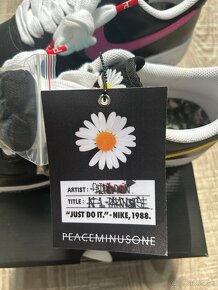 ARTIST :
TITLE :
"JUST DO IT." - NIKE, 1988.
PEACEMINUSONE